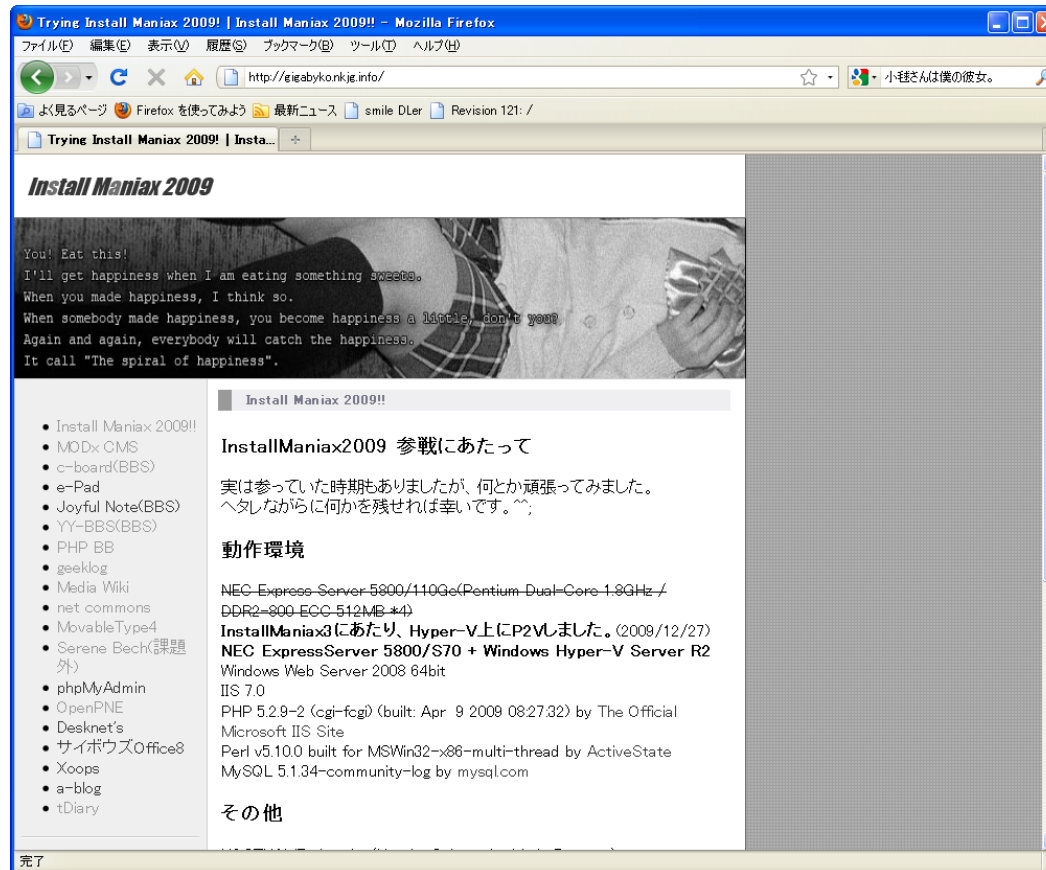 Trying Install Maniax 2009! | Install Maniax 2009!! - Mozilla Firefox
ファイル(F) 編集(E) 表示(V) 履歴(S) ブックマーク(B) ツール(T) ヘルプ(H)
http://gigabyko.nkjg.info/
小毬さんは僕の彼女。
よく見るページ Firefox を使ってみよう 最新ニュース smile DLer Revision 121: /
Trying Install Maniax 2009! | Insta...
Install Maniax 2009
You! Eat this!
I'll get happiness when I am eating something sweets.
When you made happiness, I think so.
When somebody made happiness, you become happiness a little, don't you?
Again and again, everybody will catch the happiness.
It call "The spiral of happiness".
Install Maniax 2009!!
MODx CMS
c-board(BBS)
e-Pad
Joyful Note(BBS)
YY-BBS(BBS)
PHP BB
geeklog
Media Wiki
net commons
MovableType4
Serene Bech(課題
外)
phpMyAdmin
OpenPNE
Desknet's
サイボウズOffice8
Xoops
a-blog
tDiary
Install Maniax 2009!!
InstallManiax2009 参戦にあたって
実は参っていた時期もありましたが、何とか頑張ってみました。
ヘタレながらに何かを残せれば幸いです。^^;
動作環境
NEC Express Server 5800/110Ge(Pentium Dual-Core 1.8GHz /
DDR2-800 ECC 512MB *4)
InstallManiax3にあたり、Hyper-V上にP2Vしました。(2009/12/27)
NEC ExpressServer 5800/S70 + Windows Hyper-V Server R2
Windows Web Server 2008 64bit
IIS 7.0
PHP 5.2.9-2 (cgi-fcgi) (built: Apr 9 2009 08:27:32) by The Official
Microsoft IIS Site
Perl v5.10.0 built for MSWin32-x86-multi-thread by ActiveState
MySQL 5.1.34-community-log by mysql.com
その他
完了